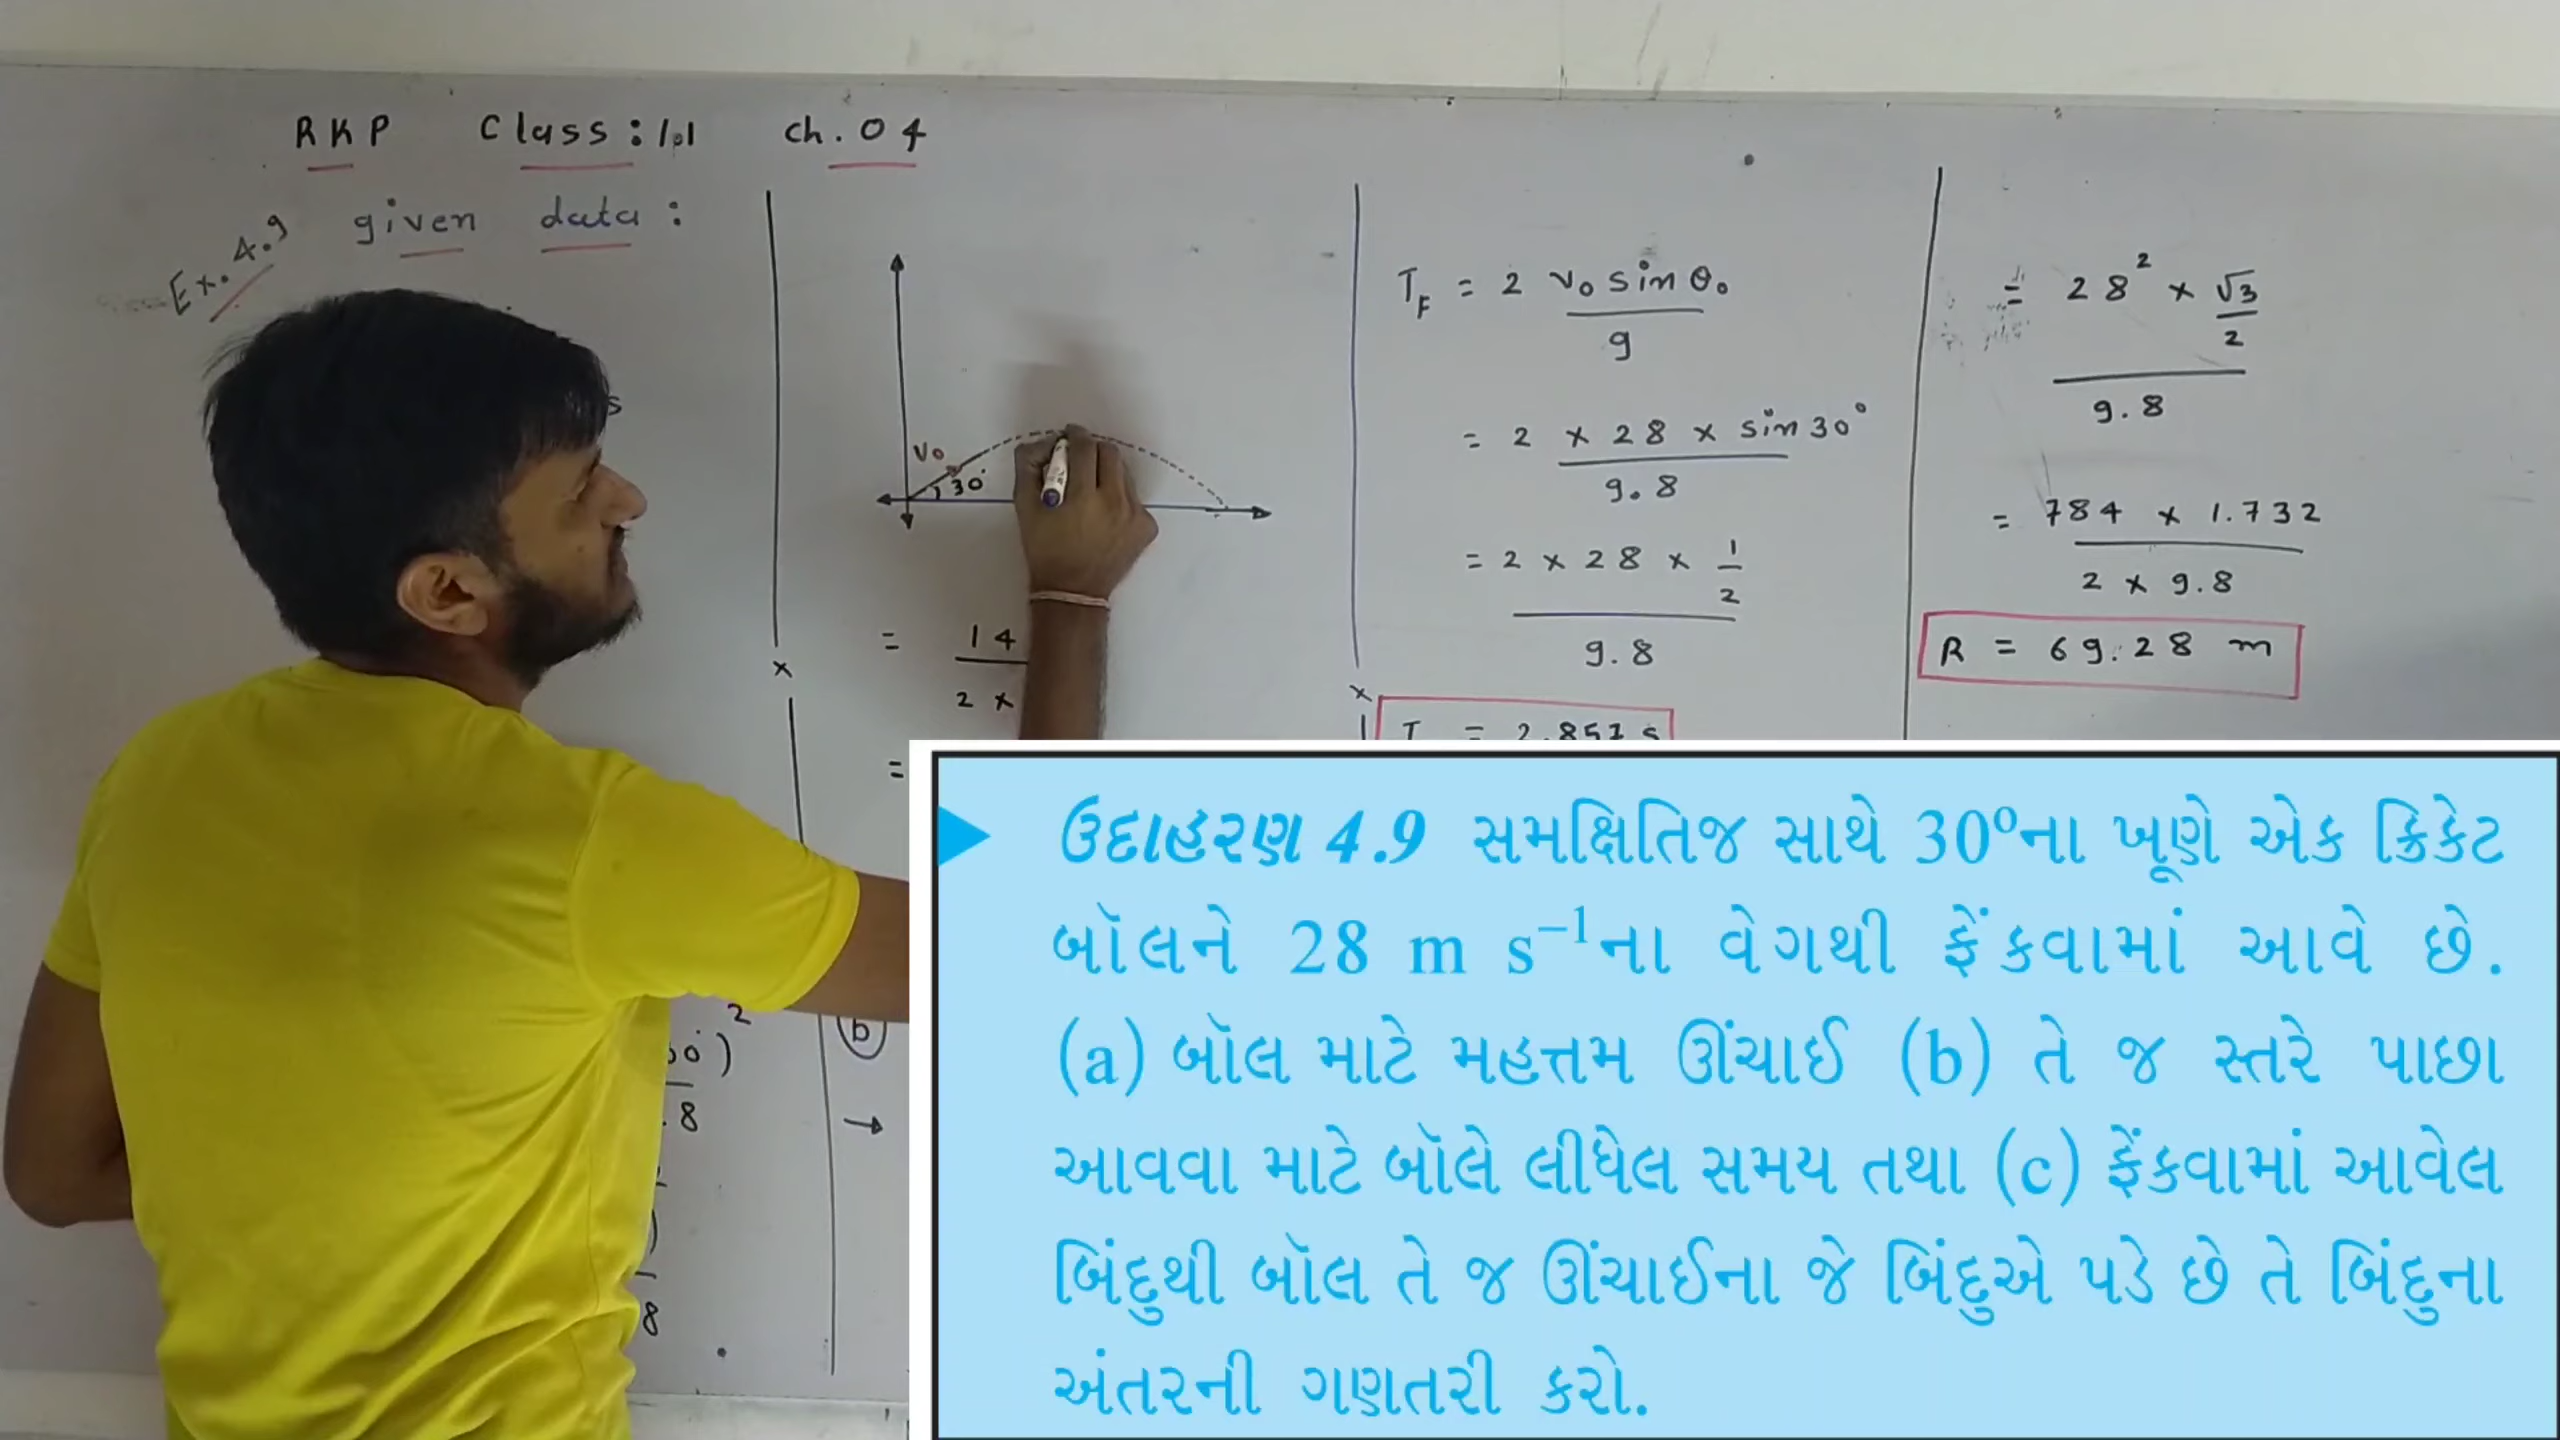 RKP Class: 11 ch. 04
Ex. 4.9 given data:
s
V₀
30°
= 14
2 ×
=
)²
. 8
8
(b)
→
T_F = 2 v₀ sin θ₀
g
= 2 × 28 × sin 30°
9.8
= 2 × 28 × 1
2
9.8
T = 2.857 s
= 28² × √3
2
9.8
= 784 × 1.732
2 × 9.8
R = 69.28 m
ઉદાહરણ 4.9 સમક્ષિતિજ સાથે 30°ના ખૂણે એક ક્રિકેટ
બૉલને 28 m s⁻¹ના વેગથી ફેંકવામાં આવે છે.
(a) બૉલ માટે મહત્તમ ઊંચાઈ (b) તે જ સ્તરે પાછા
આવવા માટે બૉલે લીધેલ સમય તથા (c) ફેંકવામાં આવેલ
બિંદુથી બૉલ તે જ ઊંચાઈના જે બિંદુએ પડે છે તે બિંદુના
અંતરની ગણતરી કરો.